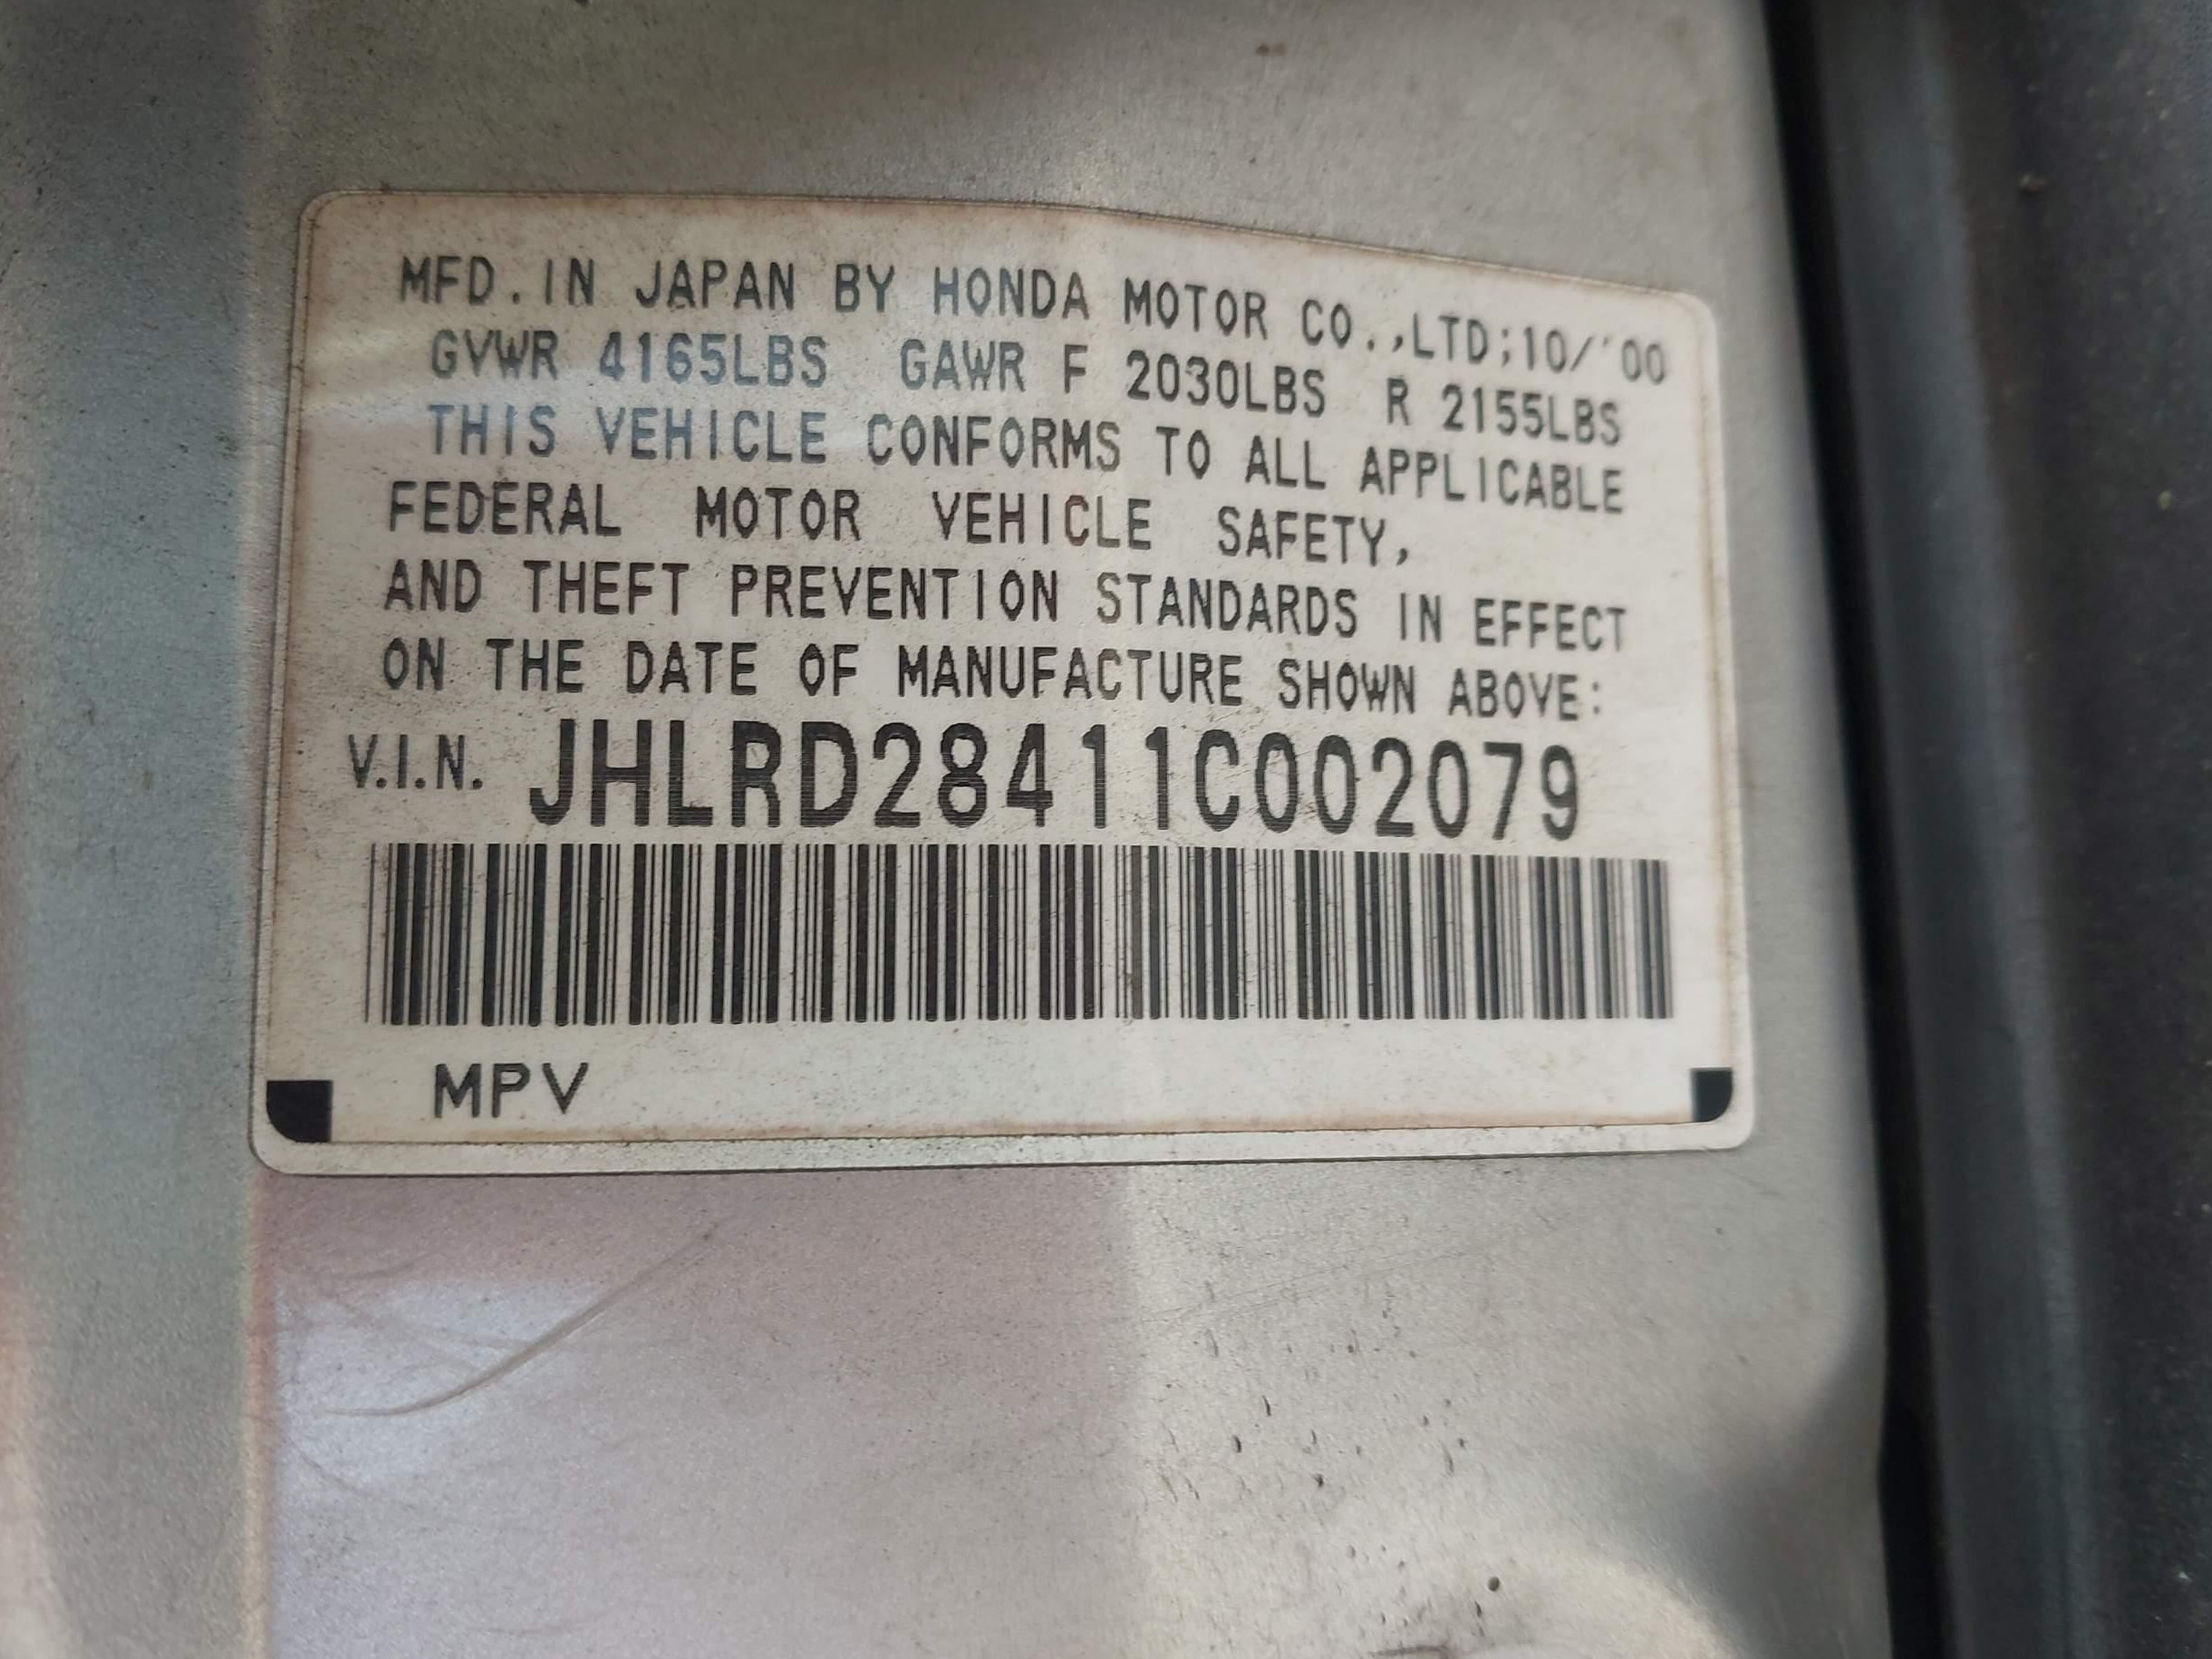 MFD.IN JAPAN BY HONDA MOTOR CO.,LTD;10/'00
GVWR 4165LBS GAWR F 2030LBS R 2155LBS
THIS VEHICLE CONFORMS TO ALL APPLICABLE
FEDERAL MOTOR VEHICLE SAFETY,
AND THEFT PREVENTION STANDARDS IN EFFECT
ON THE DATE OF MANUFACTURE SHOWN ABOVE:
V.I.N. JHLRD28411C002079
MPV